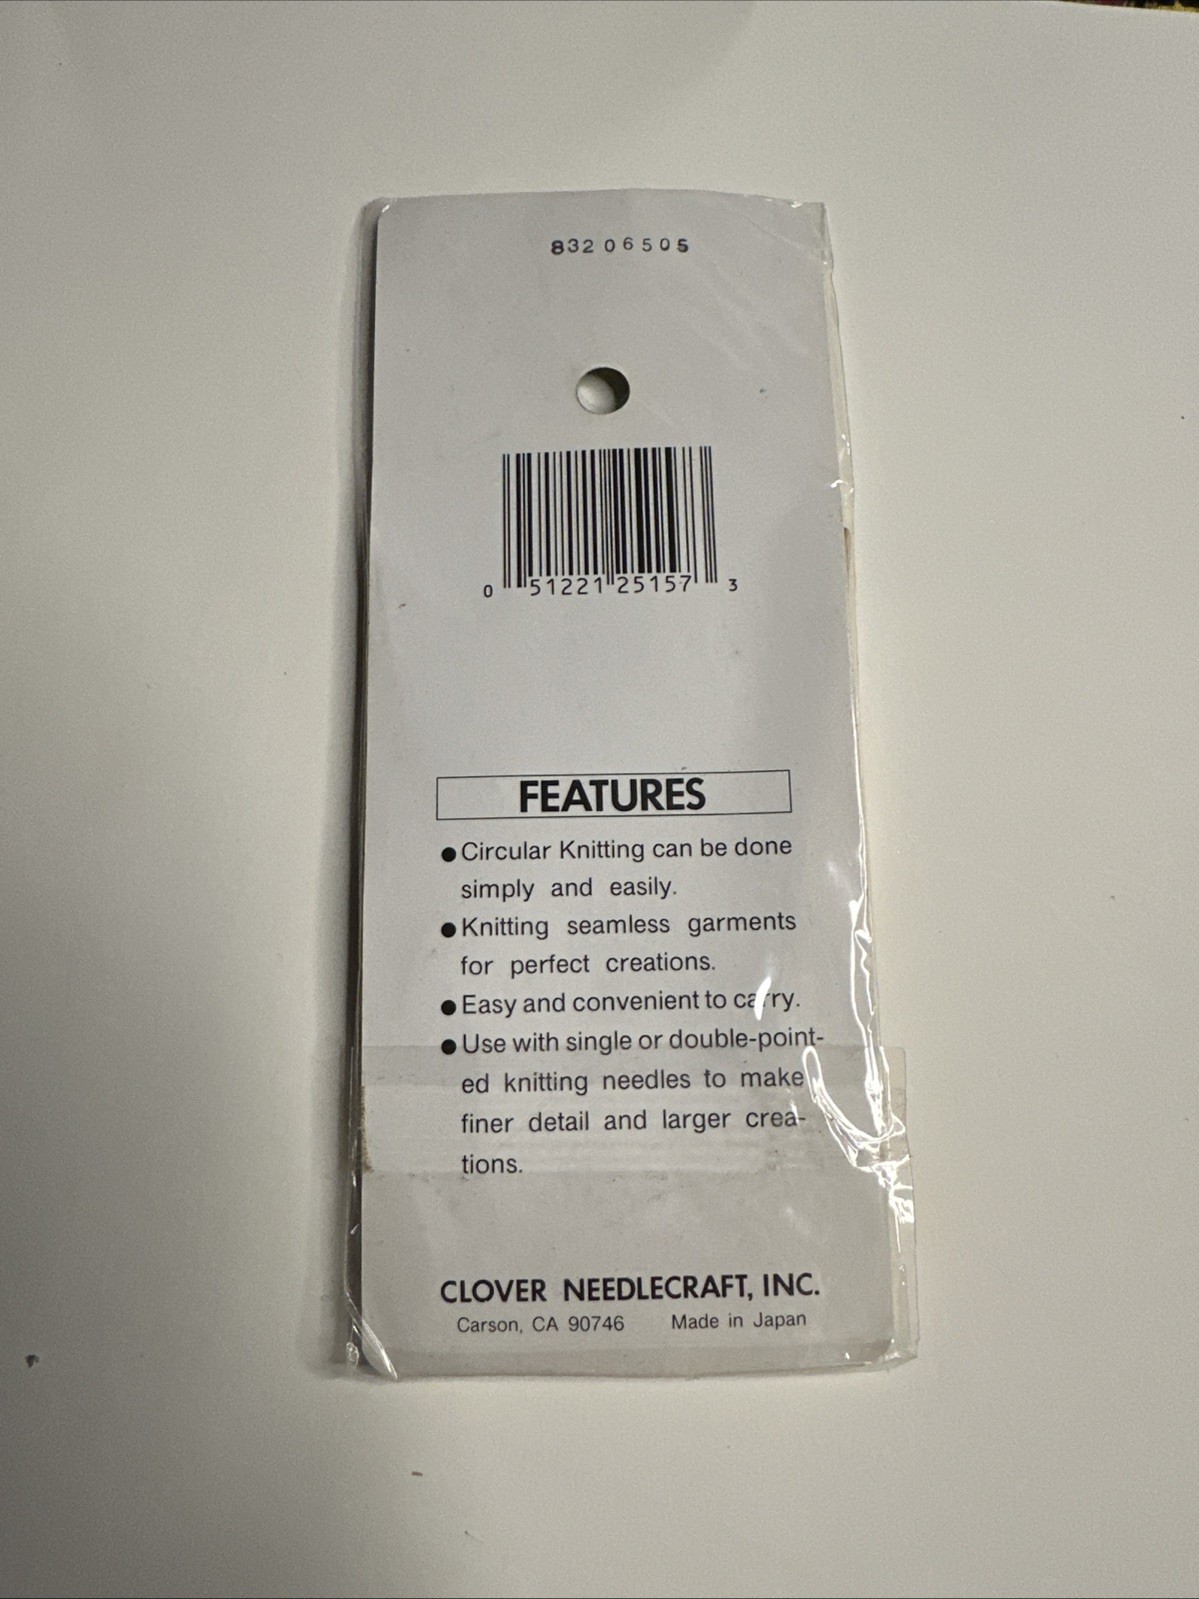 83206505
0 51221 25157 3
FEATURES
●Circular Knitting can be done
simply and easily.
●Knitting seamless garments
for perfect creations.
●Easy and convenient to carry.
●Use with single or double-point-
ed knitting needles to make
finer detail and larger crea-
tions.
CLOVER NEEDLECRAFT, INC.
Carson, CA 90746 Made in Japan